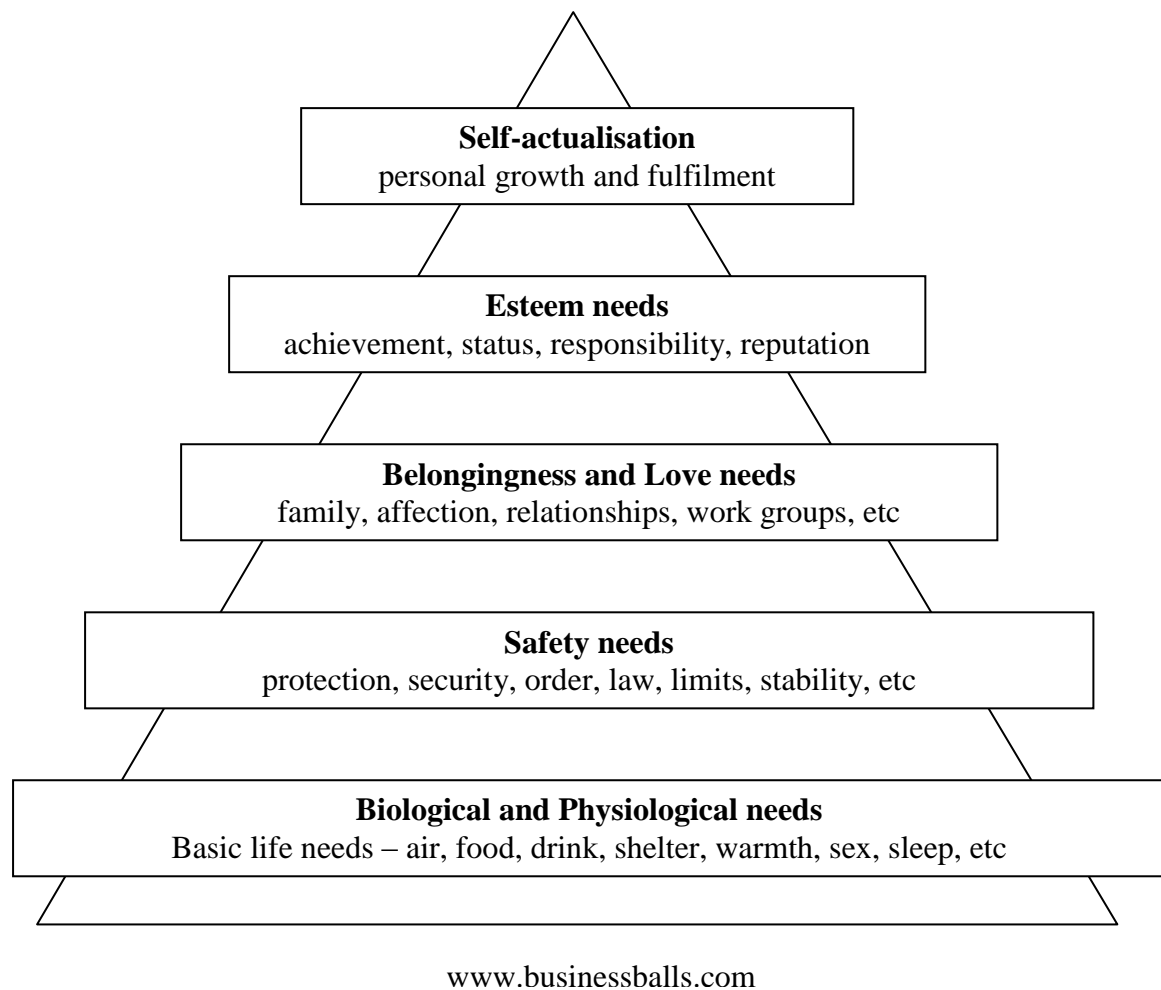 Self-actualisation
personal growth and fulfilment
Esteem needs
achievement, status, responsibility, reputation
Belongingness and Love needs
family, affection, relationships, work groups, etc
Safety needs
protection, security, order, law, limits, stability, etc
Biological and Physiological needs
Basic life needs – air, food, drink, shelter, warmth, sex, sleep, etc
www.businessballs.com